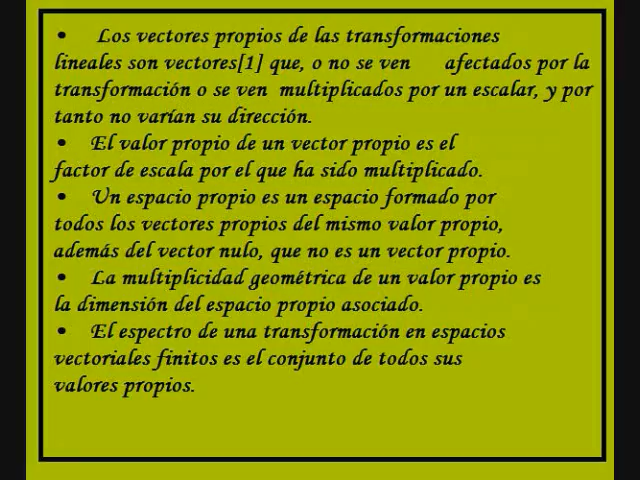 • Los vectores propios de las transformaciones
lineales son vectores[1] que, o no se ven afectados por la
transformación o se ven multiplicados por un escalar, y por
tanto no varían su dirección.
• El valor propio de un vector propio es el
factor de escala por el que ha sido multiplicado.
• Un espacio propio es un espacio formado por
todos los vectores propios del mismo valor propio,
además del vector nulo, que no es un vector propio.
• La multiplicidad geométrica de un valor propio es
la dimensión del espacio propio asociado.
• El espectro de una transformación en espacios
vectoriales finitos es el conjunto de todos sus
valores propios.